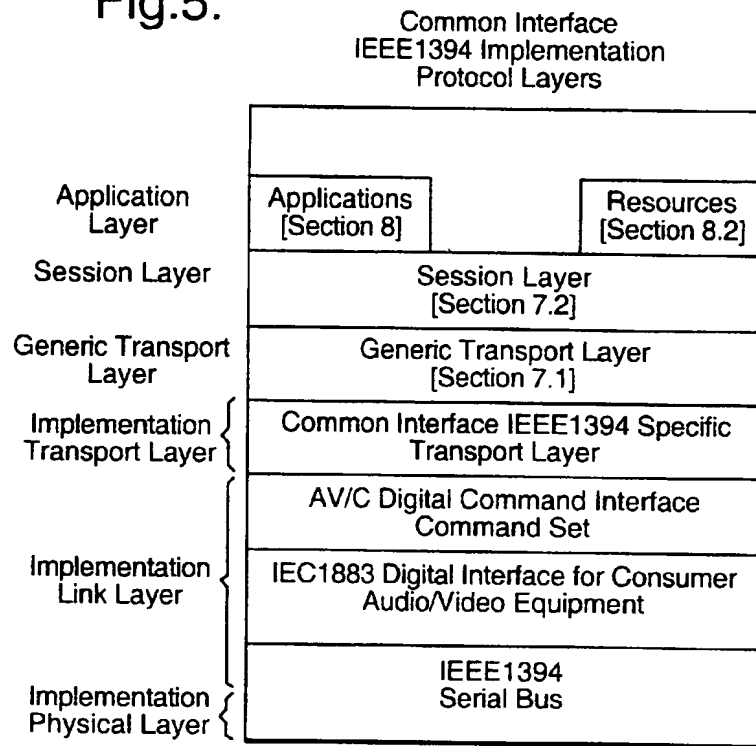 Fig.5.
Common Interface
IEEE1394 Implementation
Protocol Layers
Application
Layer
Applications
[Section 8]
Resources
[Section 8.2]
Session Layer
Session Layer
[Section 7.2]
Generic Transport
Layer
Generic Transport Layer
[Section 7.1]
Implementation
Transport Layer
Common Interface IEEE1394 Specific
Transport Layer
AV/C Digital Command Interface
Command Set
Implementation
Link Layer
IEC1883 Digital Interface for Consumer
Audio/Video Equipment
IEEE1394
Serial Bus
Implementation
Physical Layer